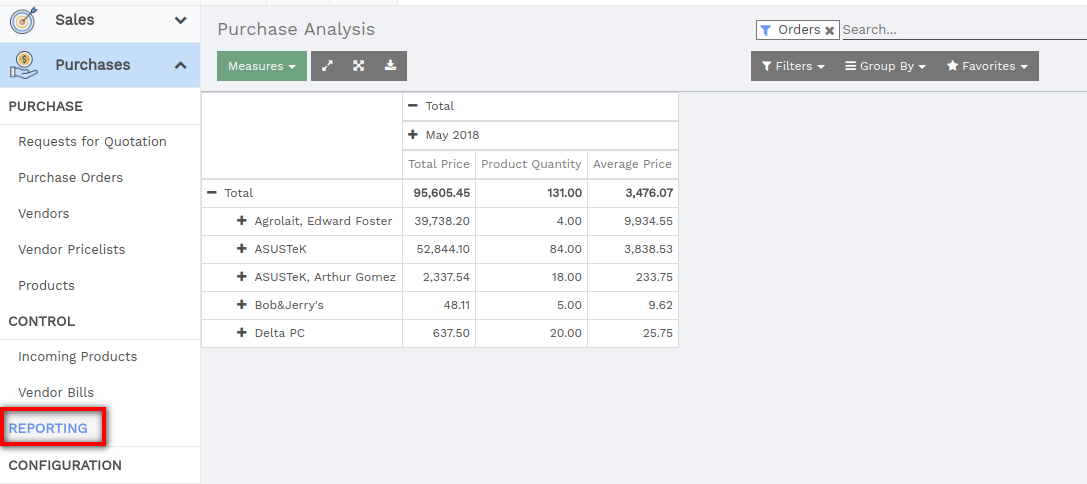 Sales
Purchases
PURCHASE
Requests for Quotation
Purchase Orders
Vendors
Vendor Pricelists
Products
CONTROL
Incoming Products
Vendor Bills
REPORTING
CONFIGURATION
Purchase Analysis
Orders Search...
Measures
Filters Group By Favorites
Total
May 2018
Total Price Product Quantity Average Price
Total 95,605.45 131.00 3,476.07
Agrolait, Edward Foster 39,738.20 4.00 9,934.55
ASUSTeK 52,844.10 84.00 3,838.53
ASUSTeK, Arthur Gomez 2,337.54 18.00 233.75
Bob&Jerry's 48.11 5.00 9.62
Delta PC 637.50 20.00 25.75